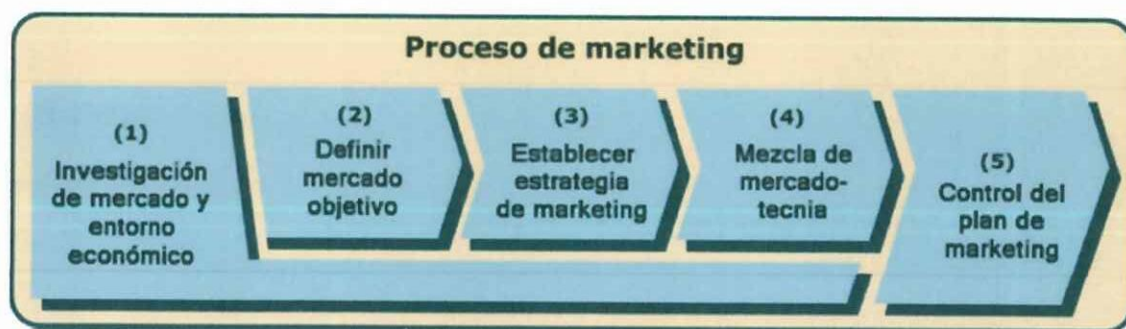 Proceso de marketing
(1)
Investigación
de mercado y
entorno
económico
(2)
Definir
mercado
objetivo
(3)
Establecer
estrategia
de marketing
(4)
Mezcla de
mercado-
tecnia
(5)
Control del
plan de
marketing